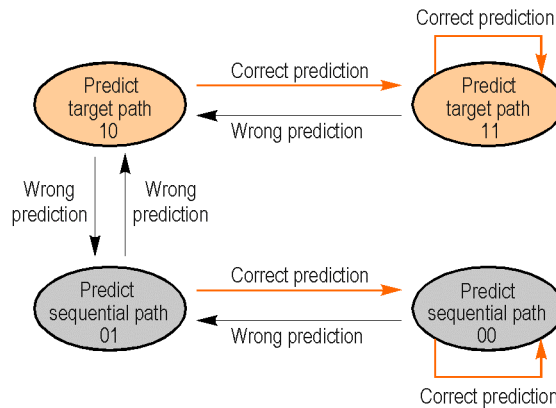 Correct prediction
Predict
target path
10
Correct prediction
Wrong prediction
Predict
target path
11
Wrong
prediction
Wrong
prediction
Predict
sequential path
01
Correct prediction
Wrong prediction
Predict
sequential path
00
Correct prediction